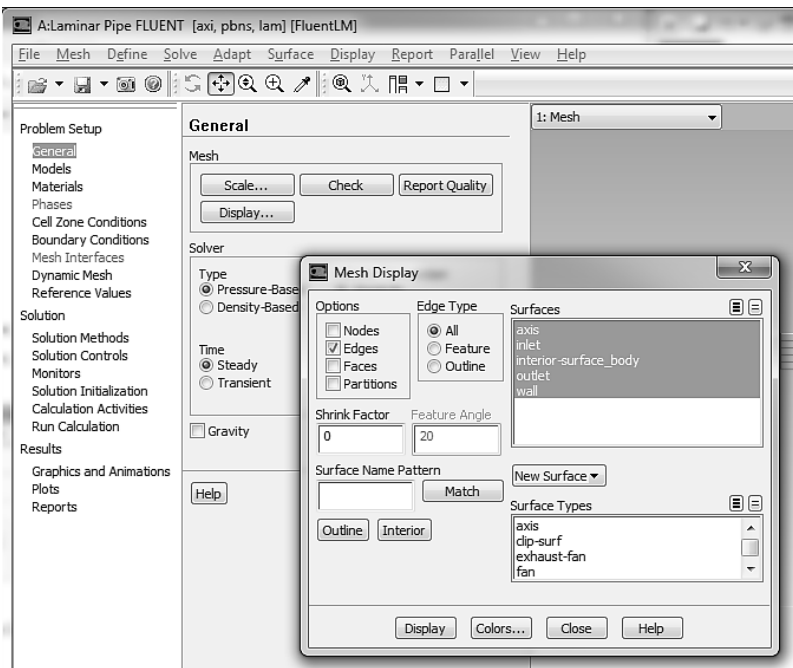 A:Laminar Pipe FLUENT [axi, pbns, lam] [FluentLM]
File Mesh Define Solve Adapt Surface Display Report Parallel View Help
Problem Setup
General
Models
Materials
Phases
Cell Zone Conditions
Boundary Conditions
Mesh Interfaces
Dynamic Mesh
Reference Values
Solution
Solution Methods
Solution Controls
Monitors
Solution Initialization
Calculation Activities
Run Calculation
Results
Graphics and Animations
Plots
Reports
General
Mesh
Scale... Check Report Quality
Display...
Solver
Type
Pressure-Base
Density-Based
Time
Steady
Transient
Gravity
Help
1: Mesh
Mesh Display
Options
Nodes
Edges
Faces
Partitions
Edge Type
All
Feature
Outline
Shrink Factor Feature Angle
0 20
Surface Name Pattern
Match
Outline Interior
Surfaces
axis
inlet
interior-surface_body
outlet
wall
New Surface
Surface Types
axis
clip-surf
exhaust-fan
fan
Display Colors... Close Help